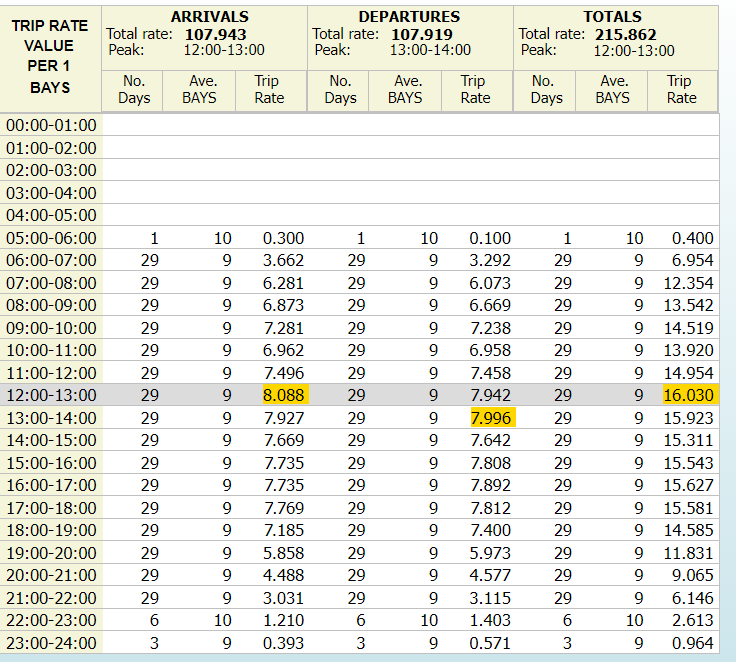 TRIP RATE
VALUE
PER 1
BAYS
ARRIVALS
Total rate: 107.943
Peak: 12:00-13:00
DEPARTURES
Total rate: 107.919
Peak: 13:00-14:00
TOTALS
Total rate: 215.862
Peak: 12:00-13:00
No. Days Ave. BAYS Trip Rate No. Days Ave. BAYS Trip Rate No. Days Ave. BAYS Trip Rate
00:00-01:00
01:00-02:00
02:00-03:00
03:00-04:00
04:00-05:00
05:00-06:00 1 10 0.300 1 10 0.100 1 10 0.400
06:00-07:00 29 9 3.662 29 9 3.292 29 9 6.954
07:00-08:00 29 9 6.281 29 9 6.073 29 9 12.354
08:00-09:00 29 9 6.873 29 9 6.669 29 9 13.542
09:00-10:00 29 9 7.281 29 9 7.238 29 9 14.519
10:00-11:00 29 9 6.962 29 9 6.958 29 9 13.920
11:00-12:00 29 9 7.496 29 9 7.458 29 9 14.954
12:00-13:00 29 9 8.088 29 9 7.942 29 9 16.030
13:00-14:00 29 9 7.927 29 9 7.996 29 9 15.923
14:00-15:00 29 9 7.669 29 9 7.642 29 9 15.311
15:00-16:00 29 9 7.735 29 9 7.808 29 9 15.543
16:00-17:00 29 9 7.735 29 9 7.892 29 9 15.627
17:00-18:00 29 9 7.769 29 9 7.812 29 9 15.581
18:00-19:00 29 9 7.185 29 9 7.400 29 9 14.585
19:00-20:00 29 9 5.858 29 9 5.973 29 9 11.831
20:00-21:00 29 9 4.488 29 9 4.577 29 9 9.065
21:00-22:00 29 9 3.031 29 9 3.115 29 9 6.146
22:00-23:00 6 10 1.210 6 10 1.403 6 10 2.613
23:00-24:00 3 9 0.393 3 9 0.571 3 9 0.964